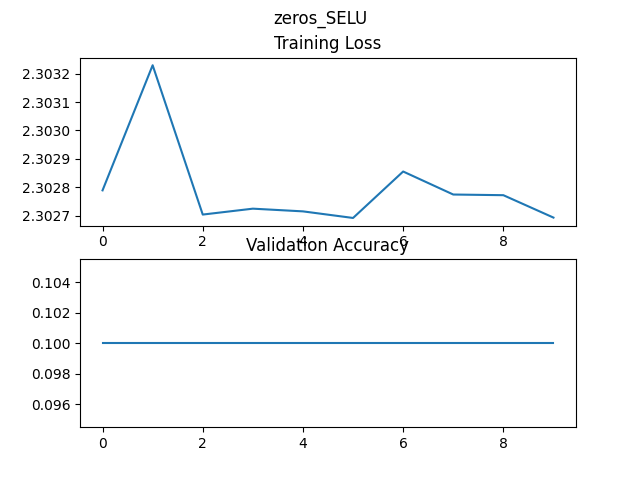 zeros_SELU
Training Loss
2.3032
2.3031
2.3030
2.3029
2.3028
2.3027
0 2 4 6 8
Validation Accuracy
0.104
0.102
0.100
0.098
0.096
0 2 4 6 8